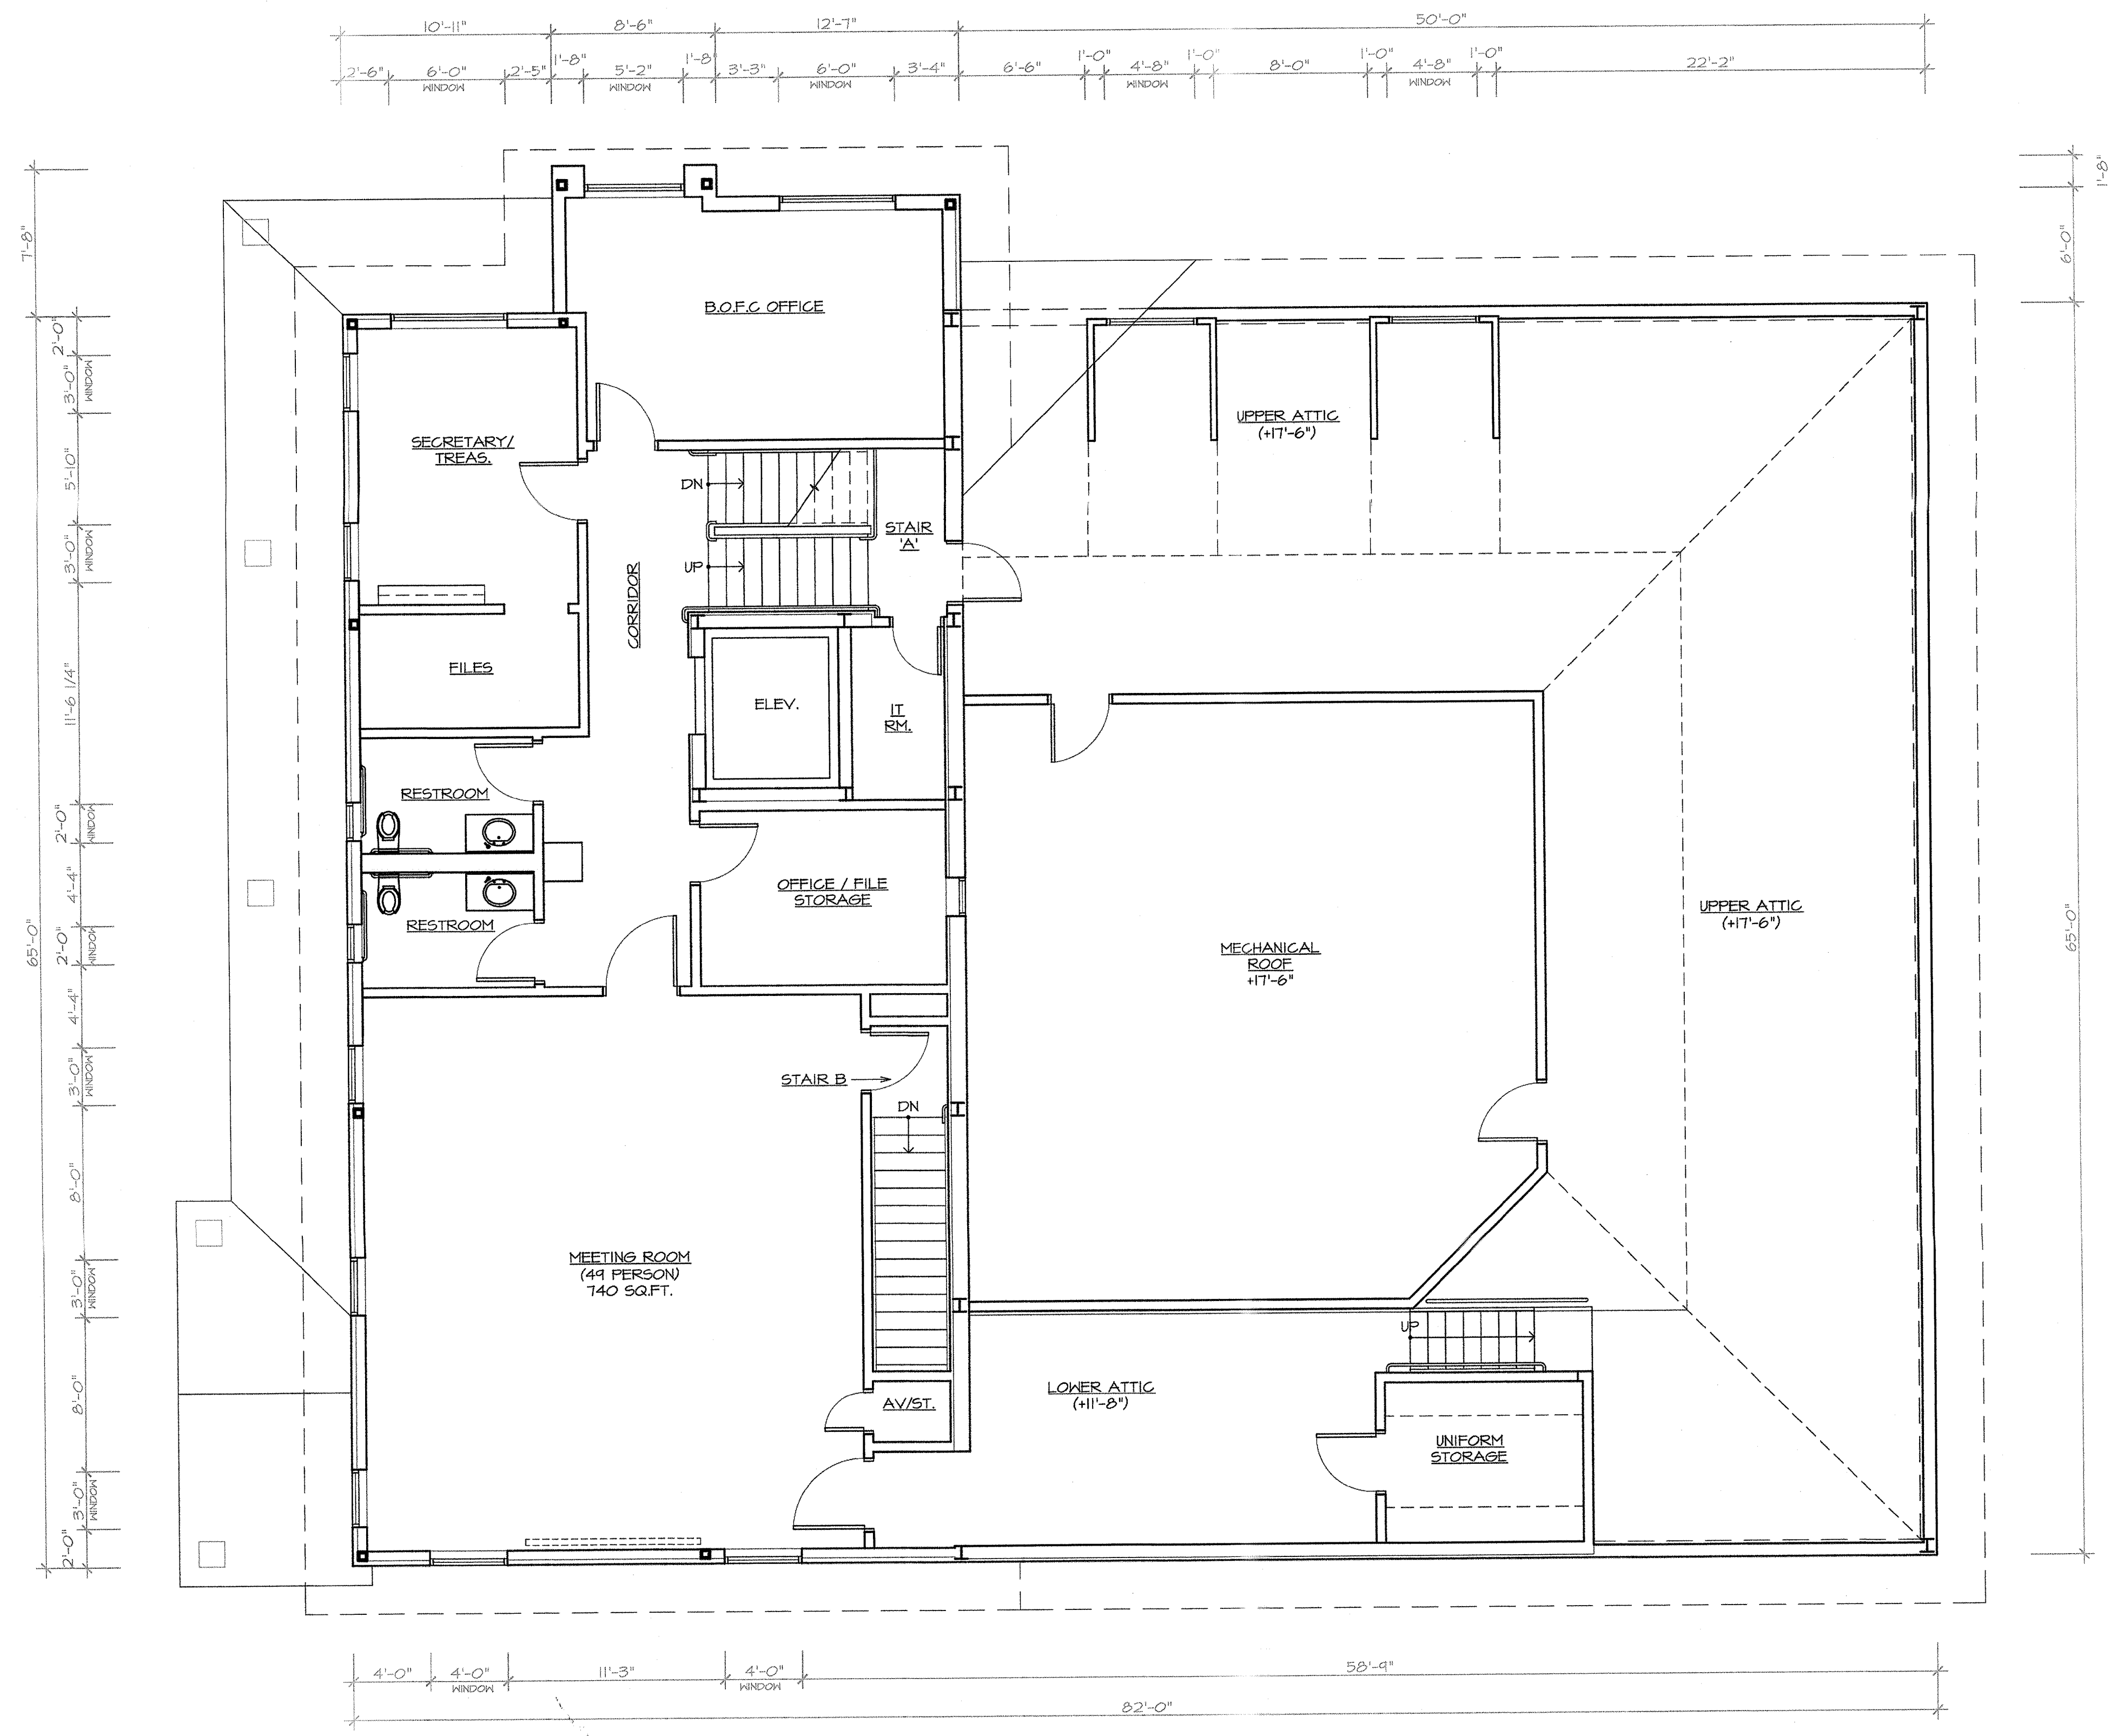 10'-11" 8'-6" 12'-7" 50'-0"
2'-6" 6'-0" 2'-5" 1'-8" 5'-2" 1'-8" 3'-3" 6'-0" 3'-4" 6'-6" 1'-0" 4'-8" 1'-0" 8'-0" 1'-0" 4'-8" 1'-0" 22'-2"
WINDOW WINDOW WINDOW WINDOW WINDOW
7'-8"
65'-0"
2'-0"
3'-0"
WINDOW
5'-10"
3'-0"
WINDOW
11'-6 1/4"
2'-0"
WINDOW
4'-4"
2'-0"
WINDOW
4'-4"
3'-0"
WINDOW
8'-0"
3'-0"
WINDOW
8'-0"
3'-0"
WINDOW
2'-0"
1'-8"
6'-0"
65'-0"
B.O.F.C OFFICE
SECRETARY/
TREAS.
DN
STAIR
'A'
UP
CORRIDOR
FILES
ELEV.
IT
RM.
RESTROOM
RESTROOM
OFFICE / FILE
STORAGE
STAIR B
DN
MEETING ROOM
(49 PERSON)
740 SQ.FT.
AV/ST.
UPPER ATTIC
(+17'-6")
MECHANICAL
ROOF
+17'-6"
UPPER ATTIC
(+17'-6")
UP
LOWER ATTIC
(+11'-8")
UNIFORM
STORAGE
4'-0" 4'-0" 11'-3" 4'-0" 58'-9"
WINDOW WINDOW
82'-0"